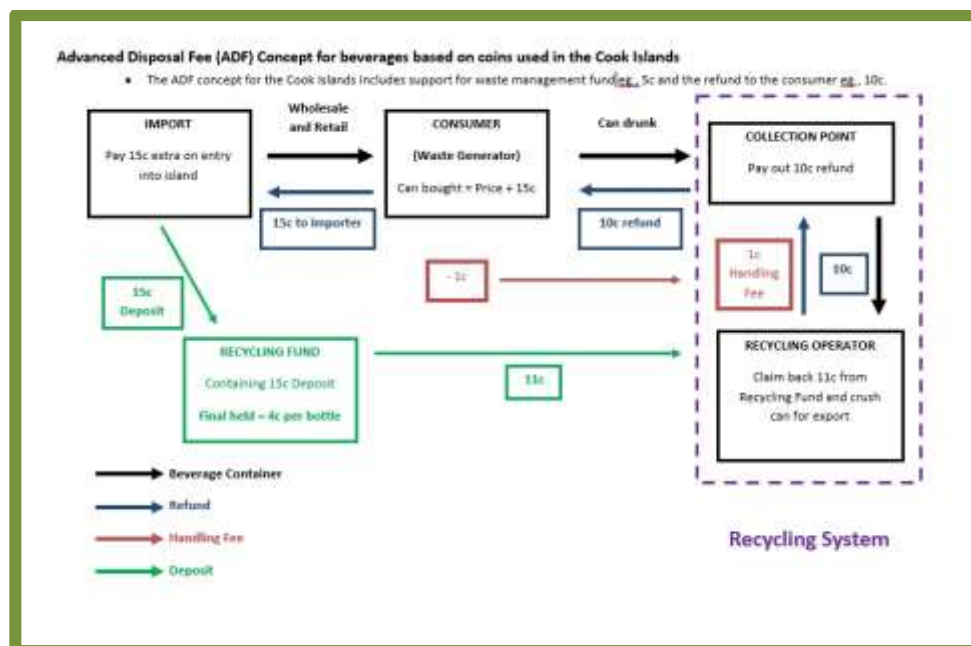 Advanced Disposal Fee (ADF) Concept for beverages based on coins used in the Cook Islands
• The ADF concept for the Cook Islands includes support for waste management fund eg., 5c and the refund to the consumer eg., 10c.
IMPORT
Pay 15c extra on entry
into island
Wholesale
and Retail
15c to importer
CONSUMER
(Waste Generator)
Can bought = Price + 15c
Can drunk
10c refund
COLLECTION POINT
Pay out 10c refund
15c
Deposit
- 1c
1c
Handling
Fee
10c
RECYCLING FUND
Containing 15c Deposit
Final held = 4c per bottle
11c
RECYCLING OPERATOR
Claim back 11c from
Recycling Fund and crush
can for export
Beverage Container
Refund
Handling Fee
Deposit
Recycling System